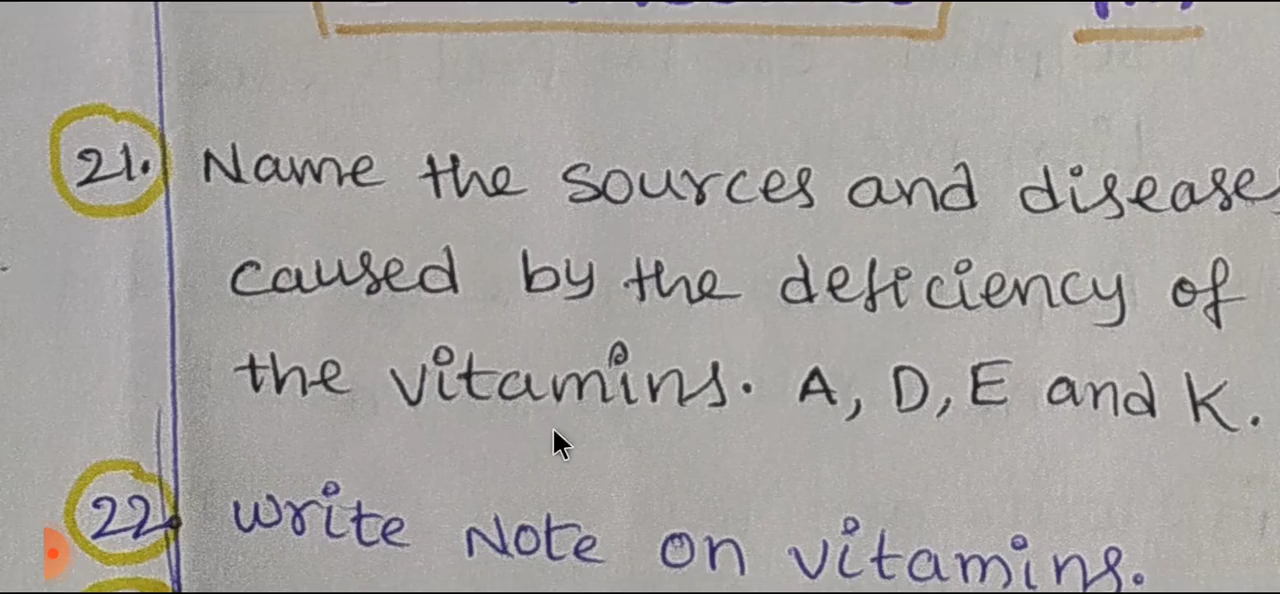 21. Name the sources and disease
caused by the deficiency of
the vitamins. A, D, E and K.
22. Write Note on vitamins.